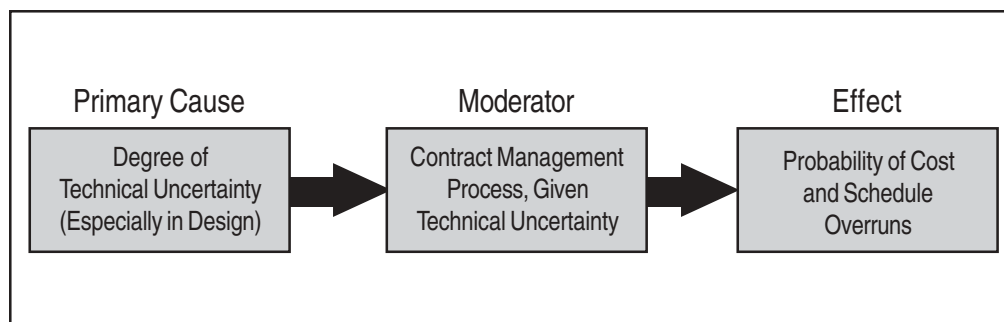 Primary Cause
Degree of
Technical Uncertainty
(Especially in Design)
Moderator
Contract Management
Process, Given
Technical Uncertainty
Effect
Probability of Cost
and Schedule
Overruns